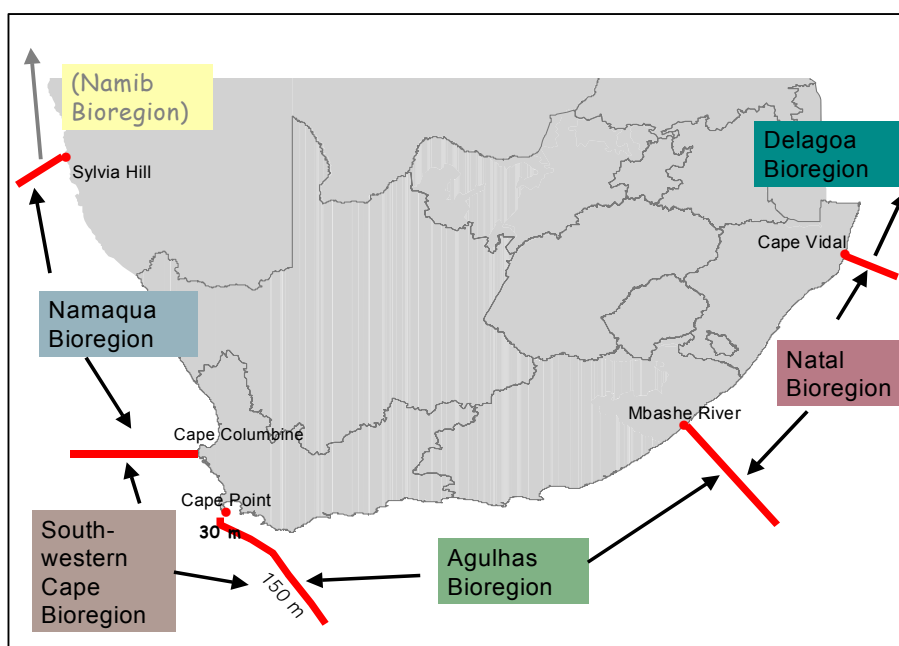 (Namib
Bioregion)
Sylvia Hill
Delagoa
Bioregion
Cape Vidal
Namaqua
Bioregion
Natal
Bioregion
Mbashe River
Cape Columbine
Cape Point
30 m
South-
western
Cape
Bioregion
150 m
Agulhas
Bioregion